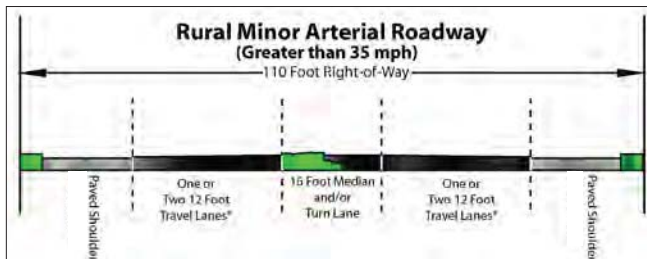 Rural Minor Arterial Roadway
(Greater than 35 mph)
110 Foot Right-of-Way
Paved Shoulder
One or
Two 12 Foot
Travel Lanes*
16 Foot Median
and/or
Turn Lane
One or
Two 12 Foot
Travel Lanes*
Paved Shoulder